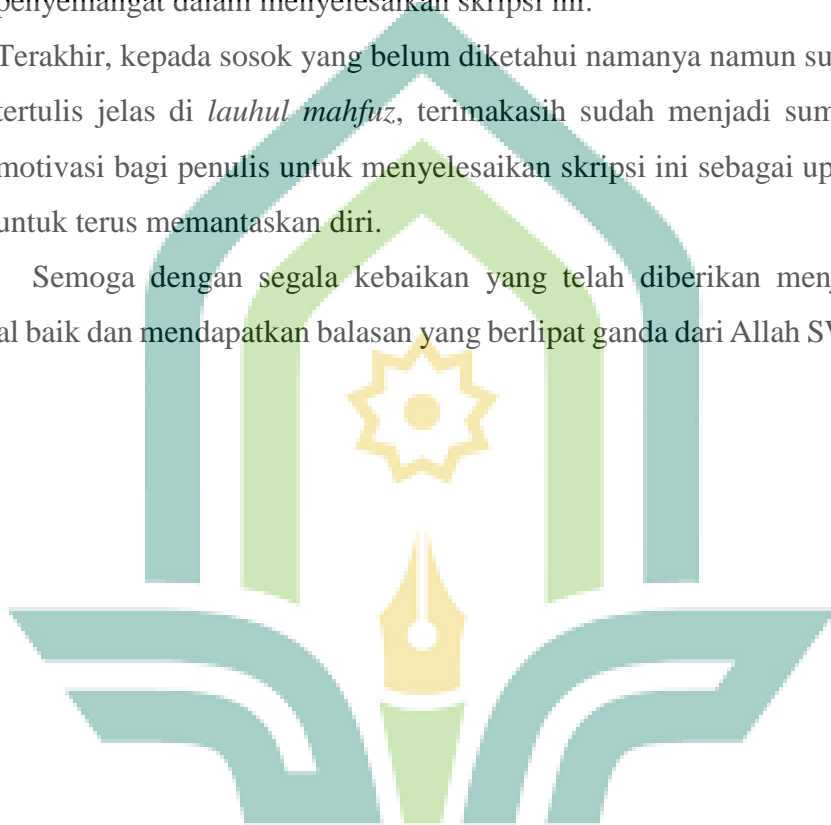 penyemangat dalam menyelesaikan skripsi ini.
Terakhir, kepada sosok yang belum diketahui namanya namun su
tertulis jelas di lauhul mahfuz, terimakasih sudah menjadi sum
motivasi bagi penulis untuk menyelesaikan skripsi ini sebagai up
untuk terus memantaskan diri.
Semoga dengan segala kebaikan yang telah diberikan menj
al baik dan mendapatkan balasan yang berlipat ganda dari Allah SW